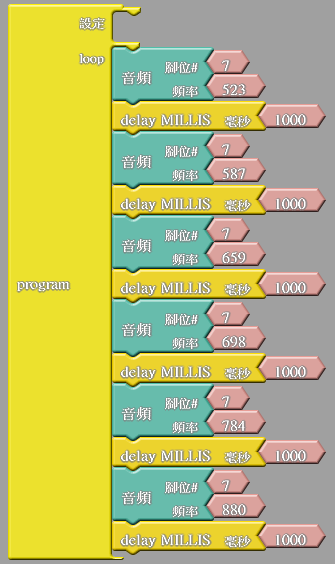 設定
loop
program
音頻 腳位# 7
頻率 523
delay MILLIS 毫秒 1000
音頻 腳位# 7
頻率 587
delay MILLIS 毫秒 1000
音頻 腳位# 7
頻率 659
delay MILLIS 毫秒 1000
音頻 腳位# 7
頻率 698
delay MILLIS 毫秒 1000
音頻 腳位# 7
頻率 784
delay MILLIS 毫秒 1000
音頻 腳位# 7
頻率 880
delay MILLIS 毫秒 1000